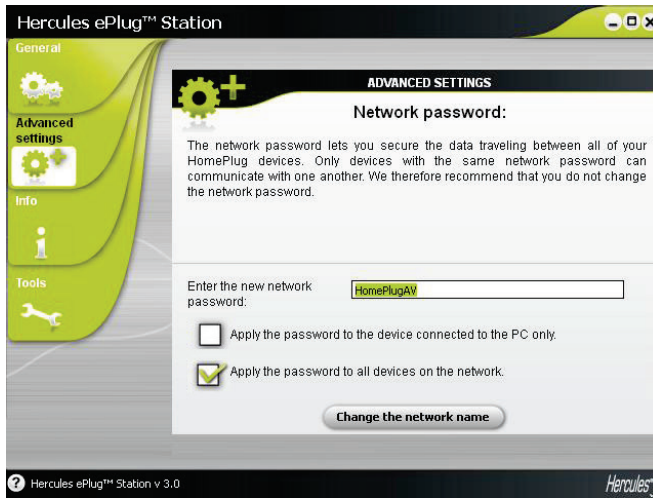 Hercules ePlug™ Station
General
Advanced
settings
Info
Tools
ADVANCED SETTINGS
Network password:
The network password lets you secure the data traveling between all of your
HomePlug devices. Only devices with the same network password can
communicate with one another. We therefore recommend that you do not change
the network password.
Enter the new network
password:
HomePlugAV
Apply the password to the device connected to the PC only.
Apply the password to all devices on the network.
Change the network name
? Hercules ePlug™ Station v 3.0
Hercules